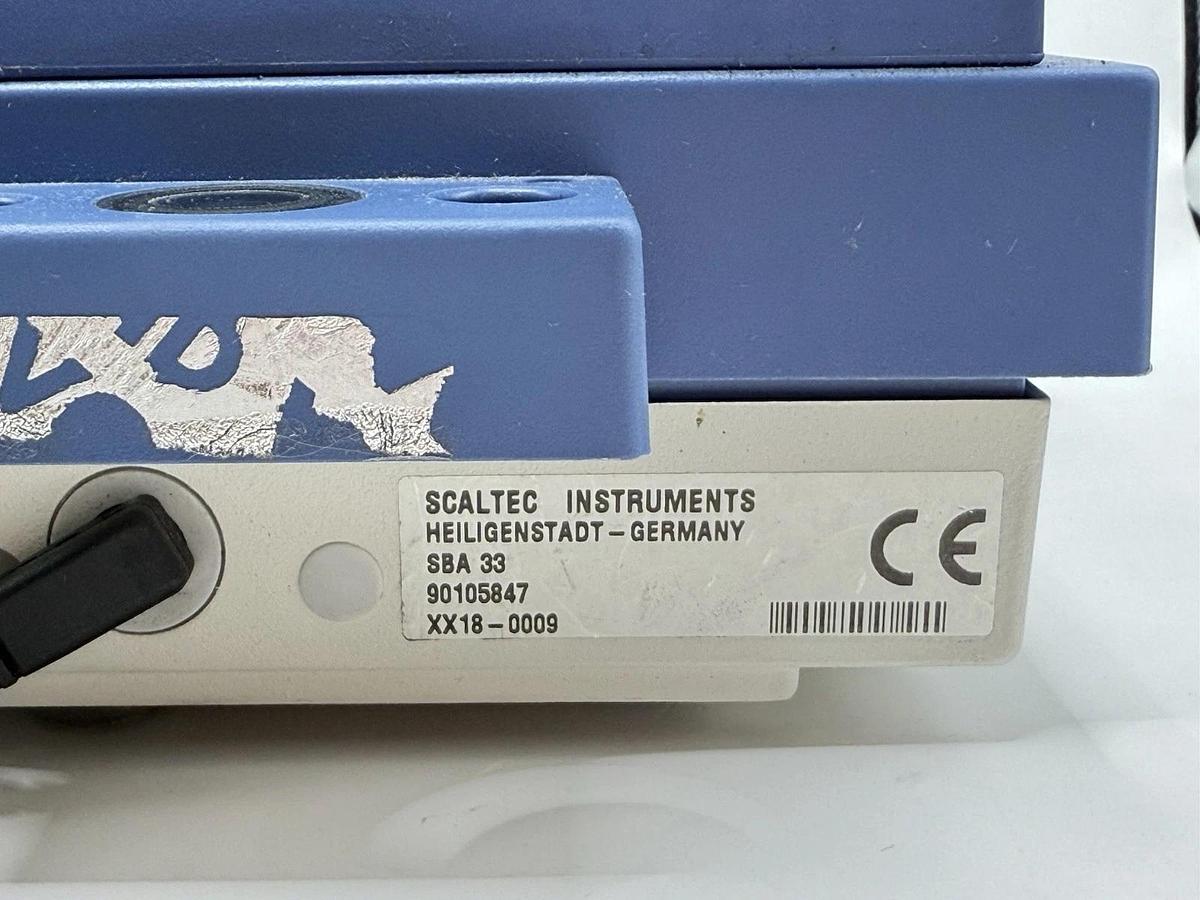 SCALTEC INSTRUMENTS
HEILIGENSTADT-GERMANY
SBA 33
90105847
XX18-0009
CE